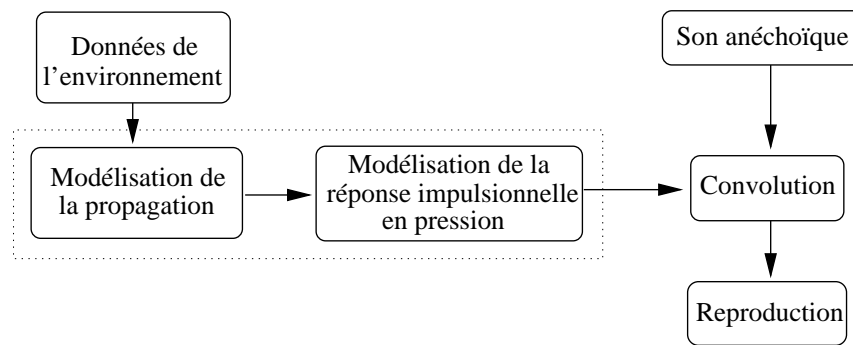 Données de
l'environnement
Son anéchoïque
Modélisation de
la propagation
Modélisation de la
réponse impulsionnelle
en pression
Convolution
Reproduction